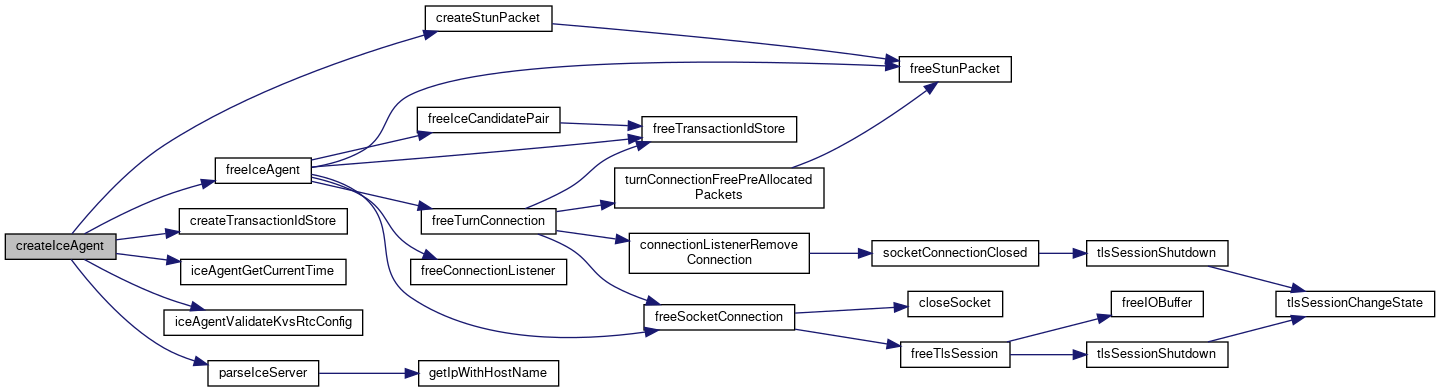 createStunPacket
freeStunPacket
freeIceCandidatePair
freeTransactionIdStore
freeIceAgent
turnConnectionFreePreAllocated
Packets
createTransactionIdStore
freeTurnConnection
createIceAgent
connectionListenerRemove
Connection
socketConnectionClosed
tlsSessionShutdown
iceAgentGetCurrentTime
freeConnectionListener
closeSocket
freeIOBuffer
tlsSessionChangeState
iceAgentValidateKvsRtcConfig
freeSocketConnection
freeTlsSession
tlsSessionShutdown
parseIceServer
getIpWithHostName